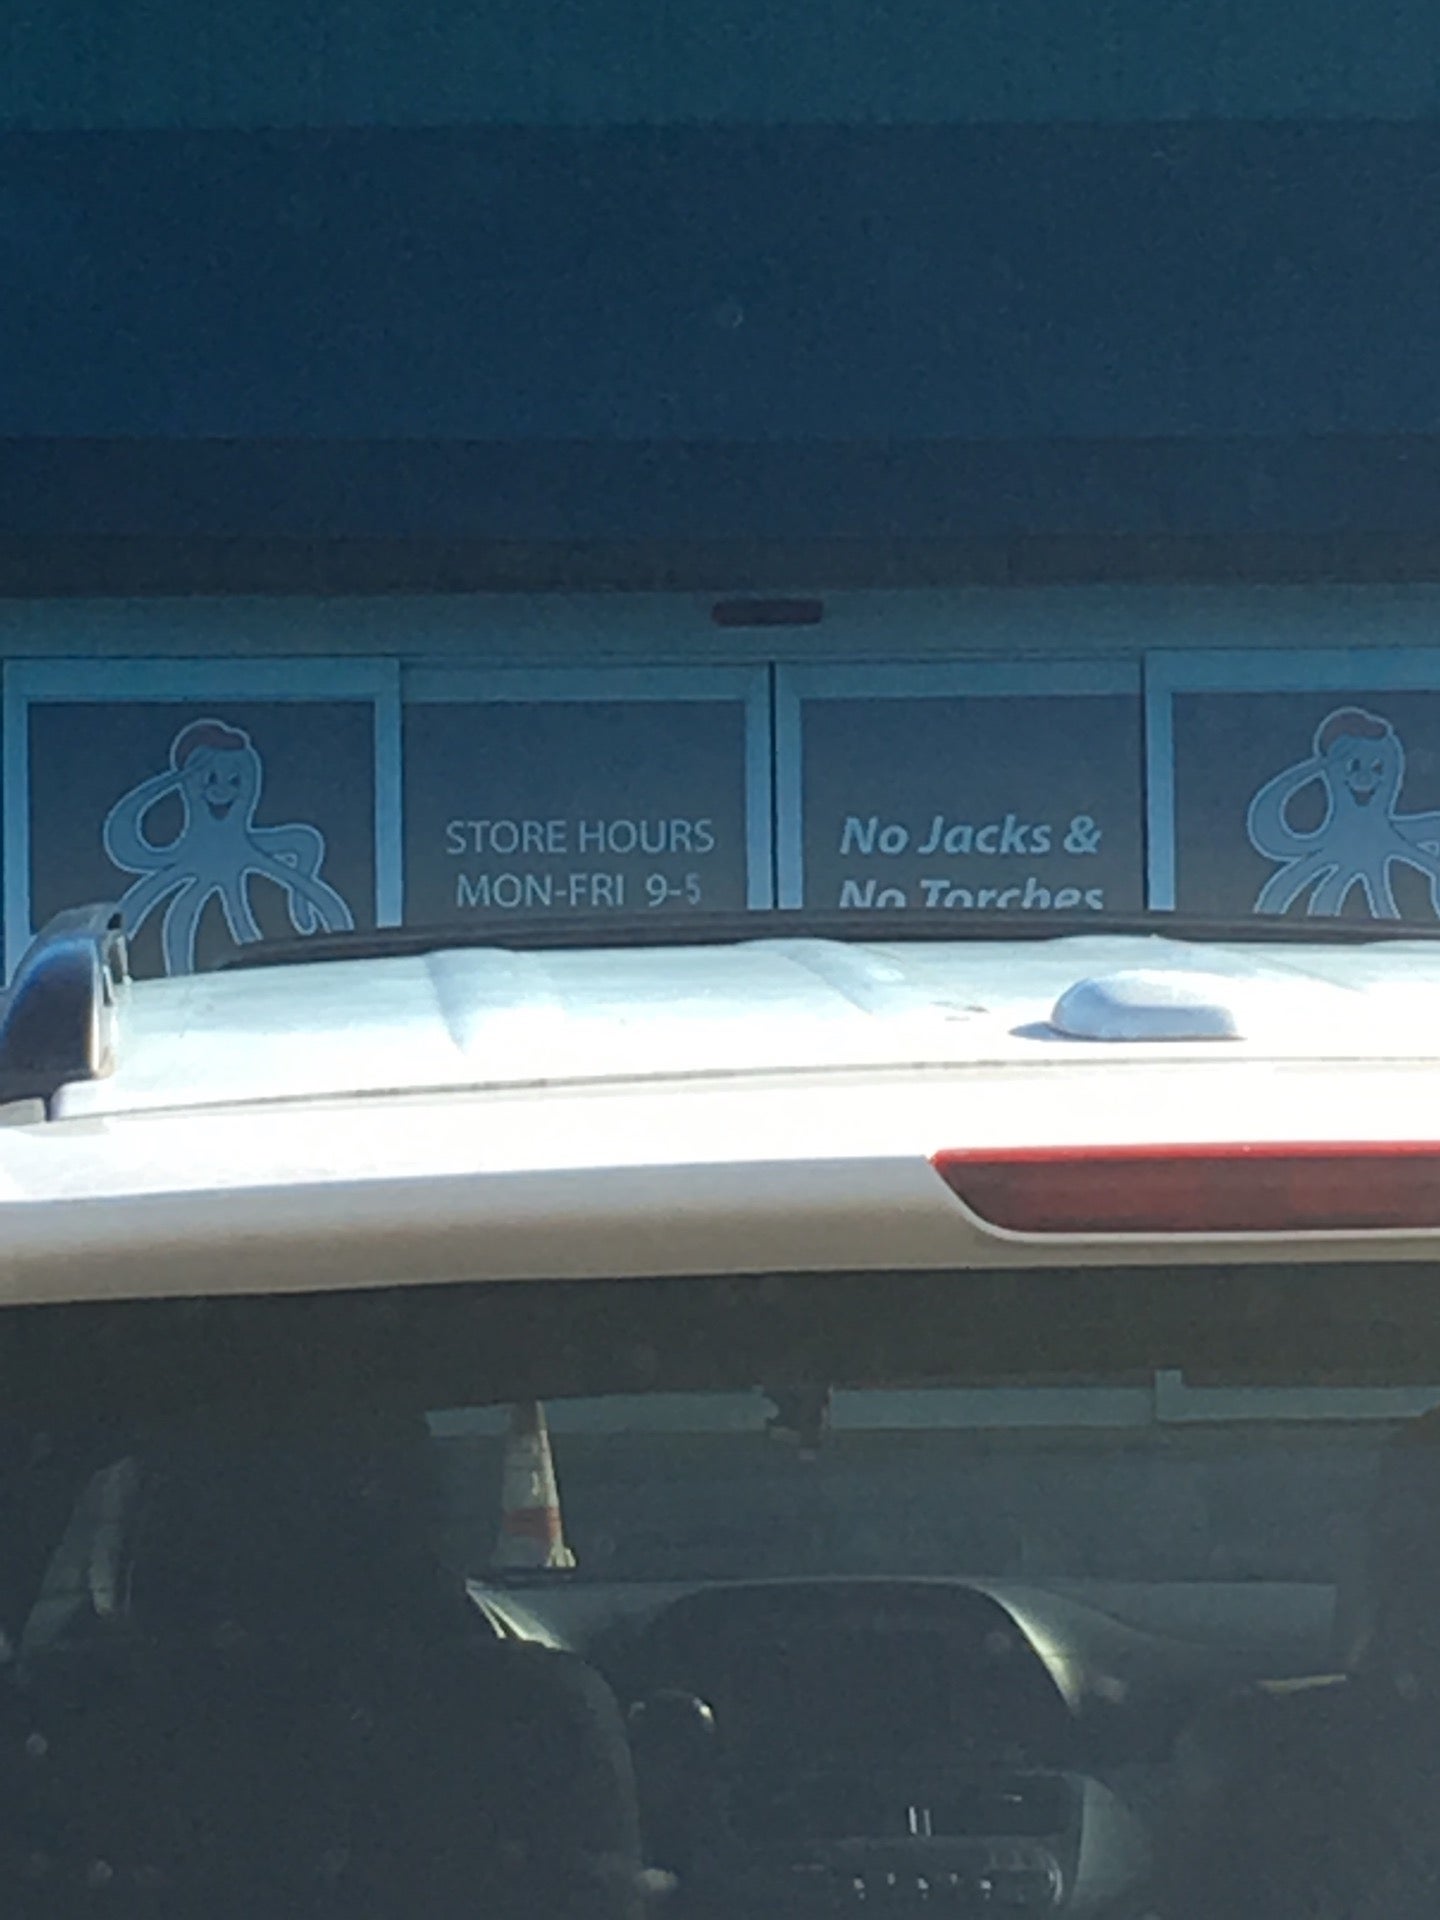 STORE HOURS
MON-FRI 9-5
No Jacks &
No Torches